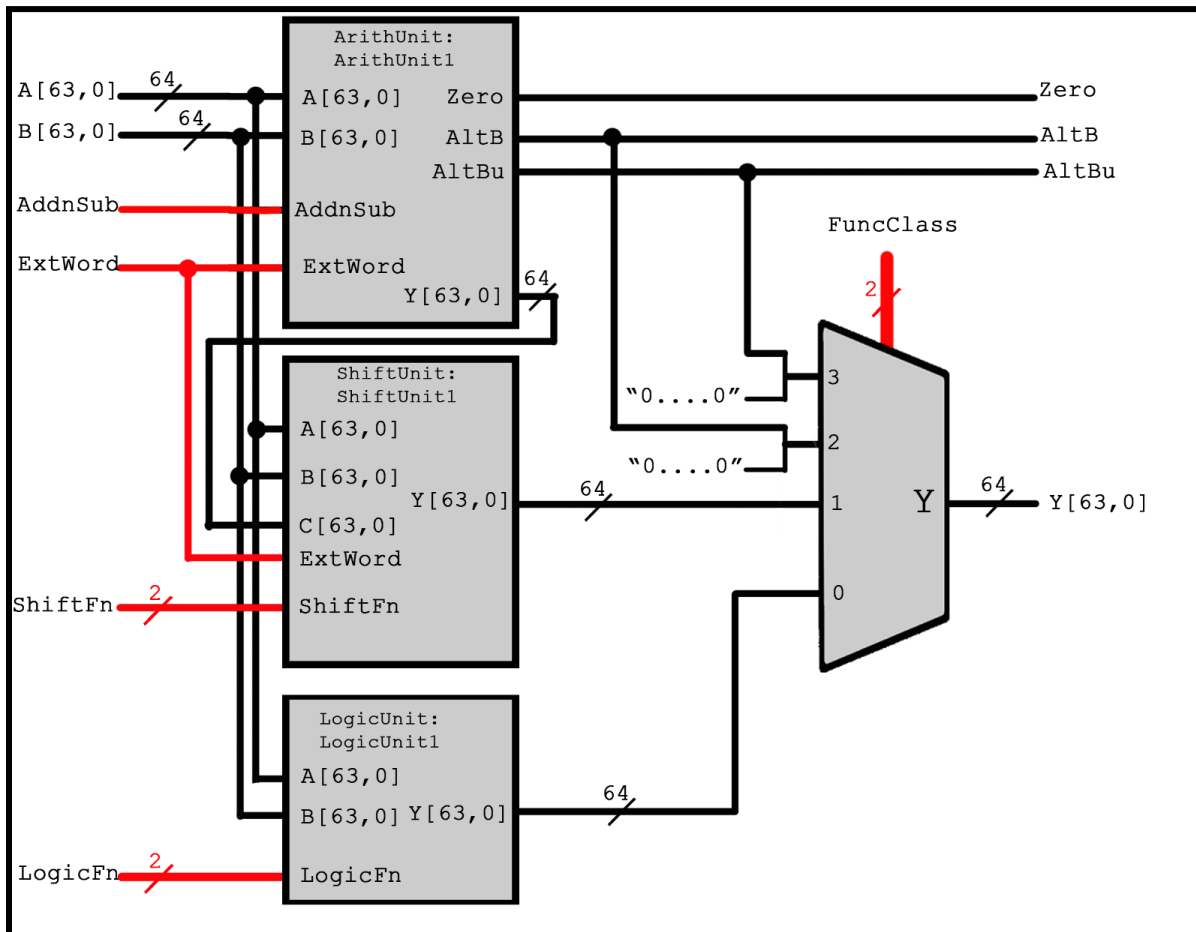 ArithUnit:
ArithUnit1
A[63,0]
64
A[63,0]
Zero
Zero
B[63,0]
64
B[63,0]
AltB
AltB
AltBu
AltBu
AddnSub
AddnSub
FuncClass
ExtWord
ExtWord
Y[63,0]
64
2
ShiftUnit:
ShiftUnit1
3
“0....0”
A[63,0]
2
“0....0”
B[63,0]
Y[63,0]
64
1
Y
64
Y[63,0]
C[63,0]
ExtWord
ShiftFn
2
ShiftFn
0
LogicUnit:
LogicUnit1
A[63,0]
B[63,0]
Y[63,0]
64
LogicFn
2
LogicFn